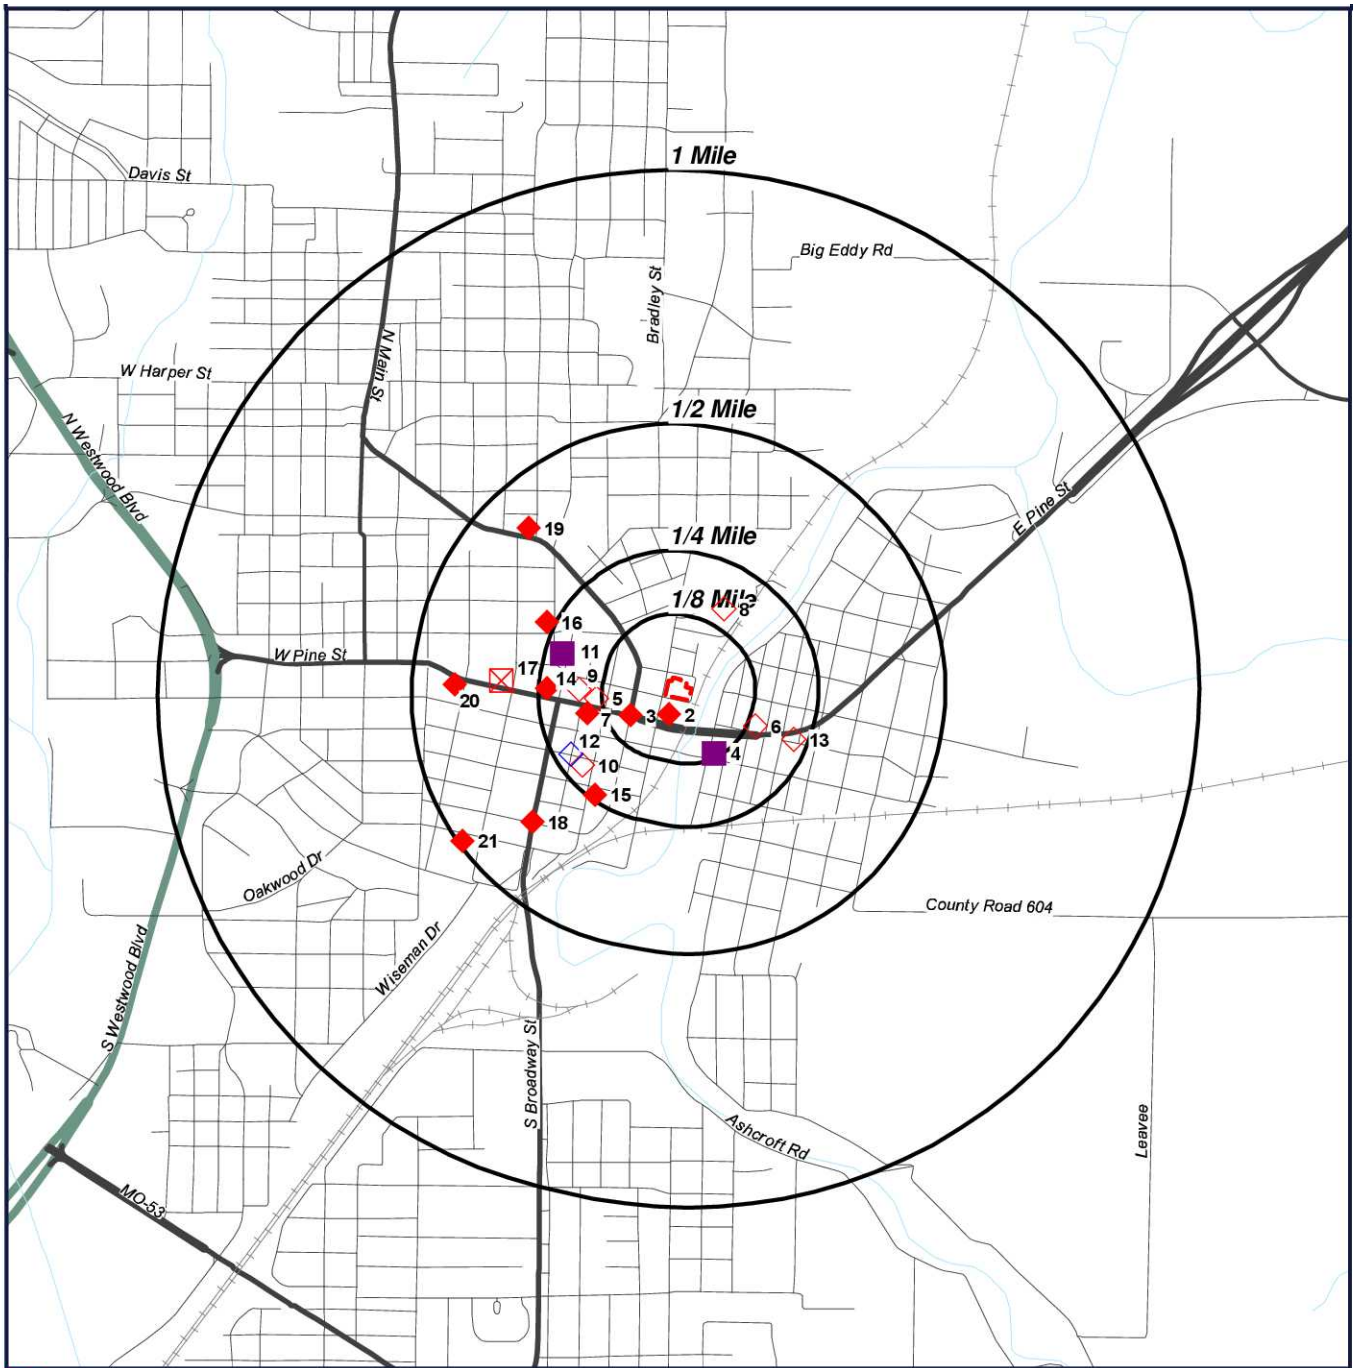 1 Mile
Davis St
Big Eddy Rd
Bradley St
N Main St
W Harper St
1/2 Mile
N Westwood Blvd
E Pine St
19
1/4 Mile
1/8 Mile
8
16
W Pine St
11
17
14
9
20
5
7
3
2
6
13
12
4
10
15
18
21
Oakwood Dr
County Road 604
Wiseman Dr
S Westwood Blvd
S Broadway St
Ashcroft Rd
Leavee
MO-53